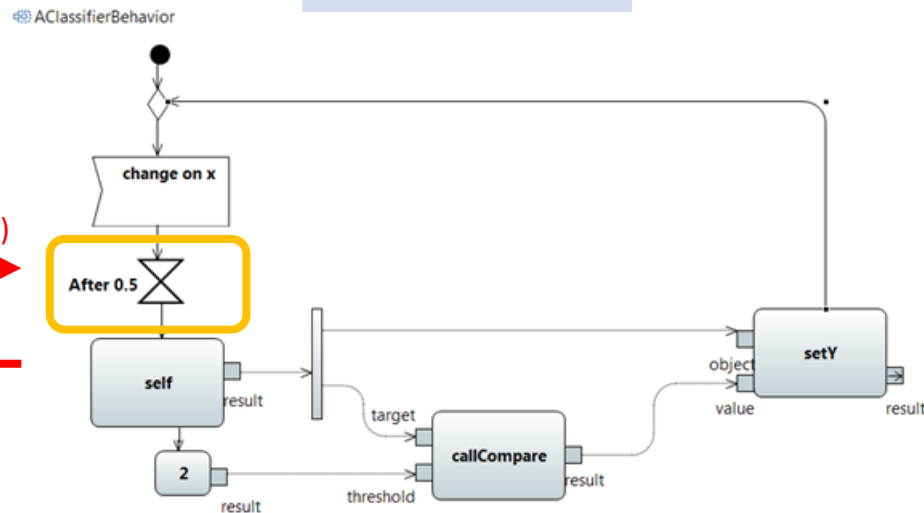 AClassifierBehavior
change on x
)
After 0.5
self
result
object
setY
value
result
target
callCompare
result
2
result
threshold